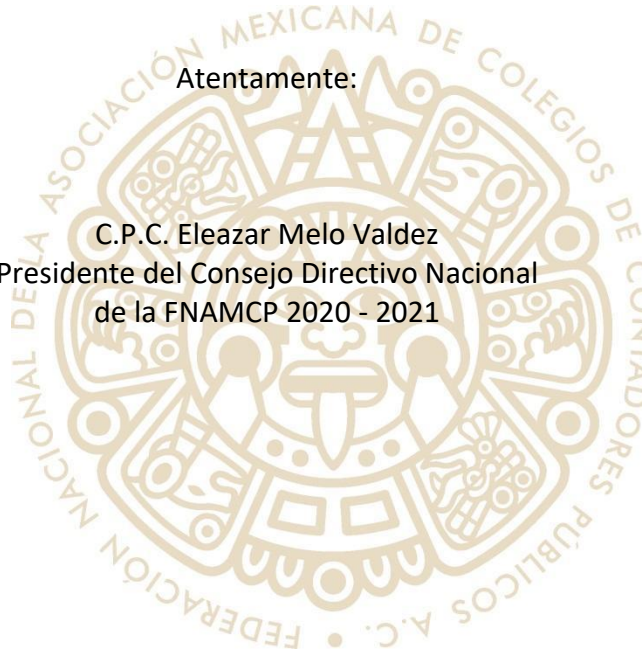 Atentamente:
C.P.C. Eleazar Melo Valdez
Presidente del Consejo Directivo Nacional
de la FNAMCP 2020 - 2021
FEDERACIÓN NACIONAL DE LA ASOCIACIÓN MEXICANA DE COLEGIOS DE CONTADORES PÚBLICOS A.C. •